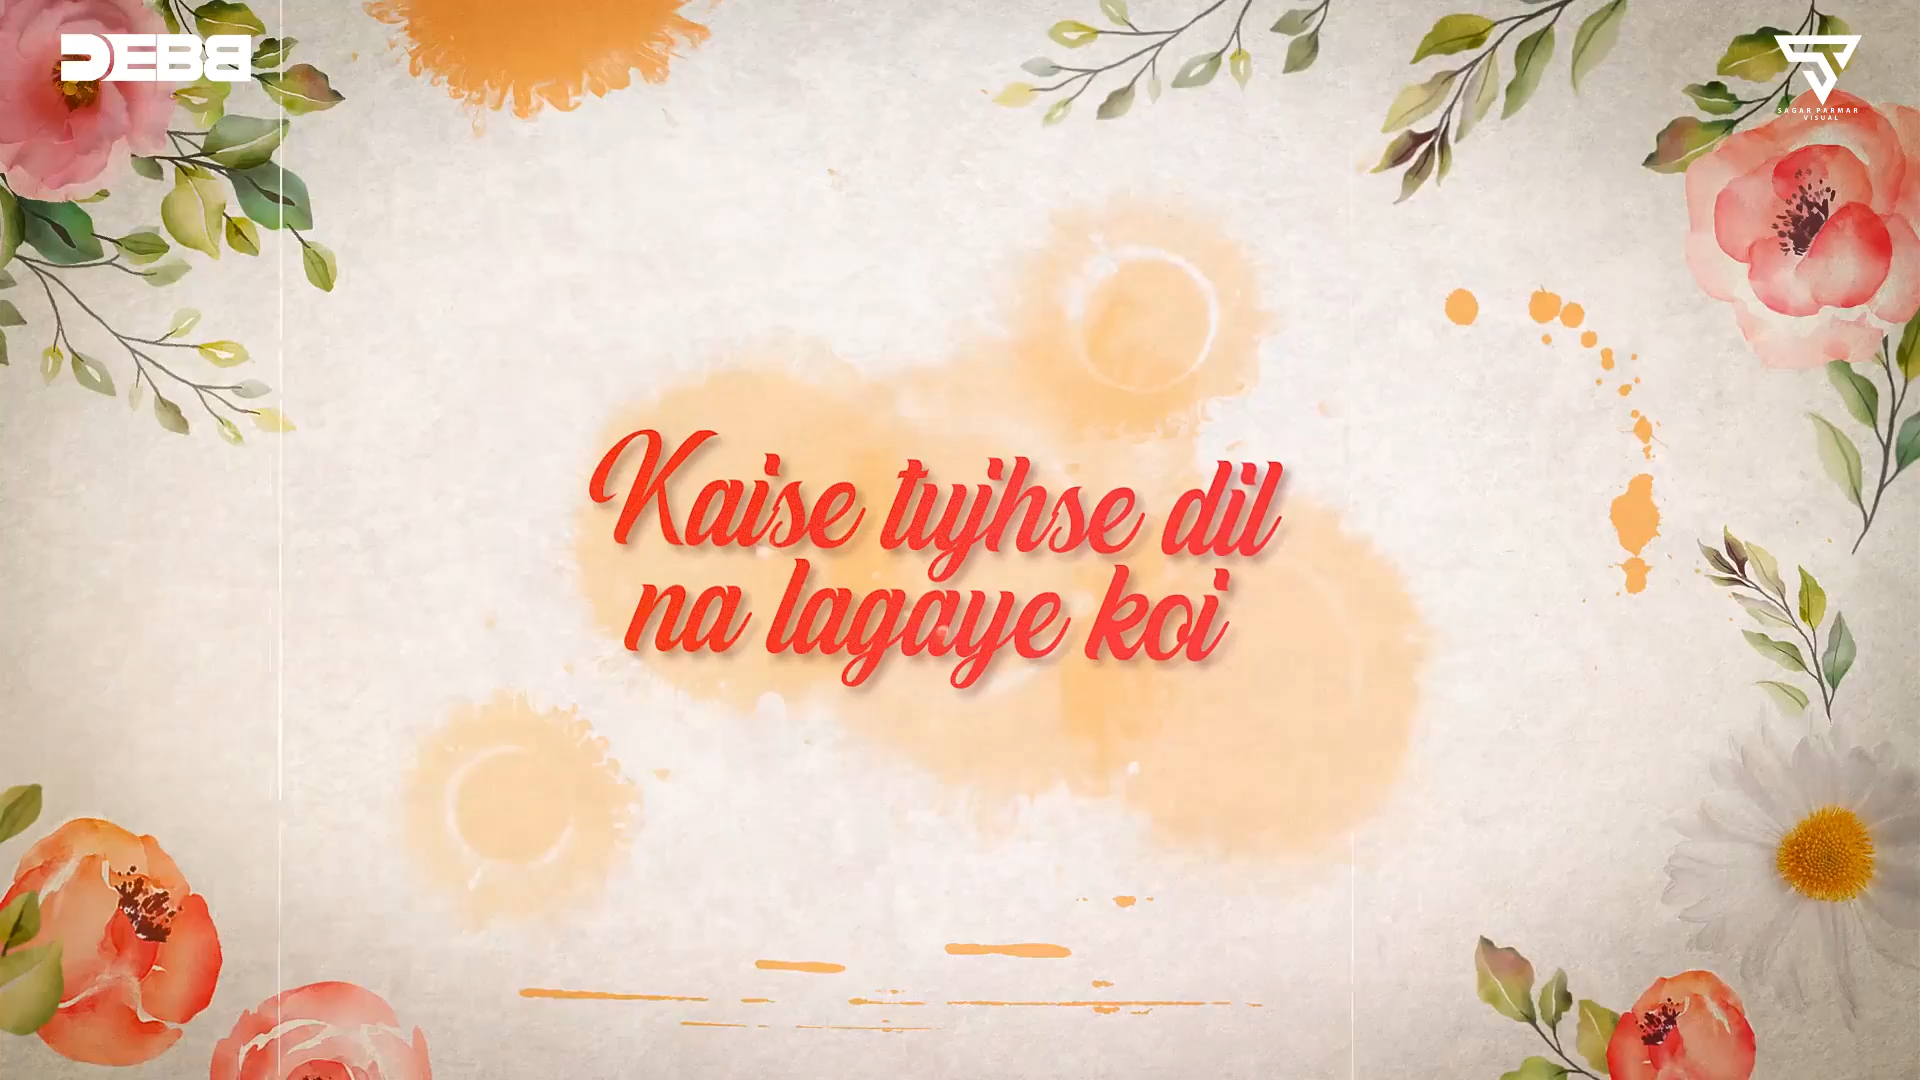 DEBB
SAGAR PARMAR
VISUAL
Kaise tujhse dil
na lagaye koi